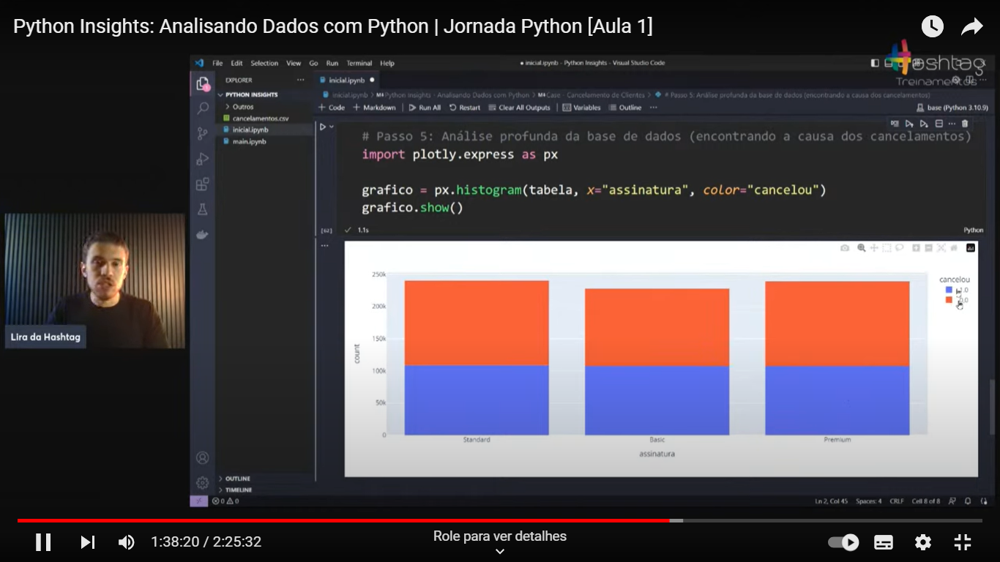 Python Insights: Analisando Dados com Python | Jornada Python [Aula 1]
Hashtag
Treinamentos
File Edit Selection View Go Run Terminal Help
inicial.ipynb - Python Insights - Visual Studio Code
EXPLORER
inicial.ipynb
PYTHON INSIGHTS
Outros
cancelamentos.csv
inicial.ipynb
main.ipynb
inicial.ipynb > M↓Python Insights - Analisando Dados com Python > M↓Case - Cancelamento de Clientes > # Passo 5: Análise profunda da base de dados (encontrando a causa dos cancelamentos)
+ Code + Markdown | Run All Restart Clear All Outputs | Variables Outline ...
base (Python 3.10.9)
# Passo 5: Análise profunda da base de dados (encontrando a causa dos cancelamentos)
import plotly.express as px
grafico = px.histogram(tabela, x="assinatura", color="cancelou")
grafico.show()
[62]
1.1s
Python
cancelou
1.0
0.0
250k
200k
150k
100k
50k
0
count
Standard
Basic
Premium
assinatura
Lira da Hashtag
OUTLINE
TIMELINE
0 0
Ln 2, Col 45 Spaces: 4 CRLF Cell 8 of 8
1:38:20 / 2:25:32
Role para ver detalhes